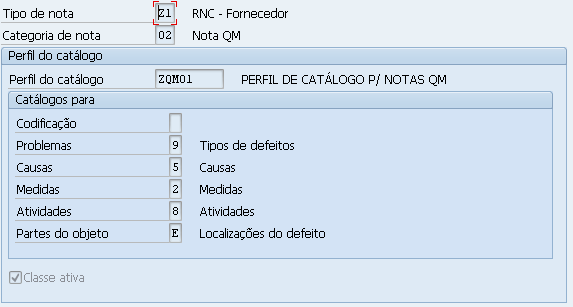 Tipo de nota Z1 RNC - Fornecedor
Categoria de nota 02 Nota QM
Perfil do catálogo
Perfil do catálogo ZQM01 PERFIL DE CATÁLOGO P/ NOTAS QM
Catálogos para
Codificação
Problemas 9 Tipos de defeitos
Causas 5 Causas
Medidas 2 Medidas
Atividades 8 Atividades
Partes do objeto E Localizações do defeito
Classe ativa